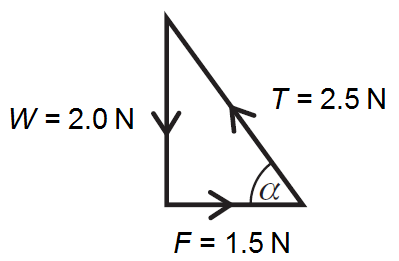 W = 2.0 N
T = 2.5 N
α
F = 1.5 N